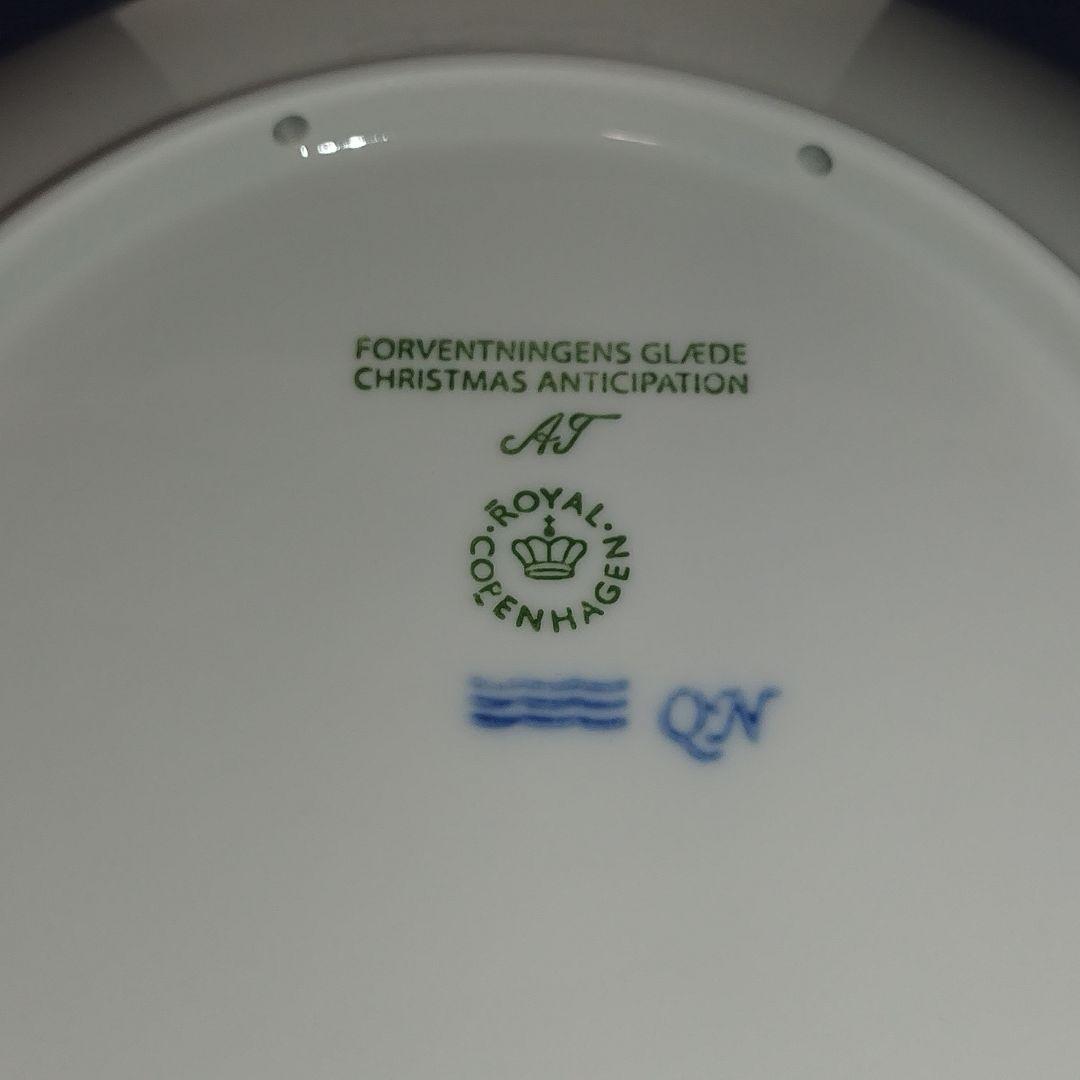 FORVENTNINGENS GLÆDE
CHRISTMAS ANTICIPATION
AT
ROYAL · COPENHAGEN ·
QN